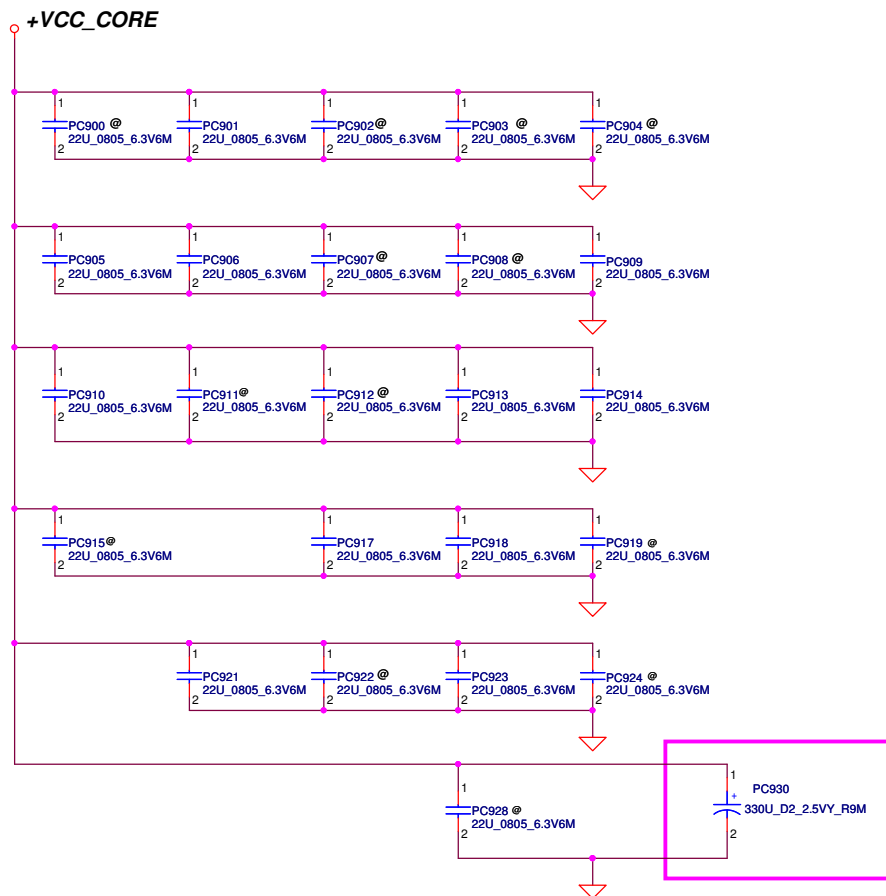 +VCC_CORE
1 1 1 1 1
PC900 @ PC901 PC902 @ PC903 @ PC904 @
22U_0805_6.3V6M 22U_0805_6.3V6M 22U_0805_6.3V6M 22U_0805_6.3V6M 22U_0805_6.3V6M
2 2 2 2 2
1 1 1 1 1
PC905 PC906 PC907 @ PC908 @ PC909
22U_0805_6.3V6M 22U_0805_6.3V6M 22U_0805_6.3V6M 22U_0805_6.3V6M 22U_0805_6.3V6M
2 2 2 2 2
1 1 1 1 1
PC910 PC911 @ PC912 @ PC913 PC914
22U_0805_6.3V6M 22U_0805_6.3V6M 22U_0805_6.3V6M 22U_0805_6.3V6M 22U_0805_6.3V6M
2 2 2 2 2
1 1 1 1
PC915 @ PC917 PC918 PC919 @
22U_0805_6.3V6M 22U_0805_6.3V6M 22U_0805_6.3V6M 22U_0805_6.3V6M
2 2 2 2
1 1 1 1
PC921 PC922 @ PC923 PC924 @
22U_0805_6.3V6M 22U_0805_6.3V6M 22U_0805_6.3V6M 22U_0805_6.3V6M
2 2 2 2
1 1
PC930
+
PC928 @ 330U_D2_2.5VY_R9M
22U_0805_6.3V6M
2 2